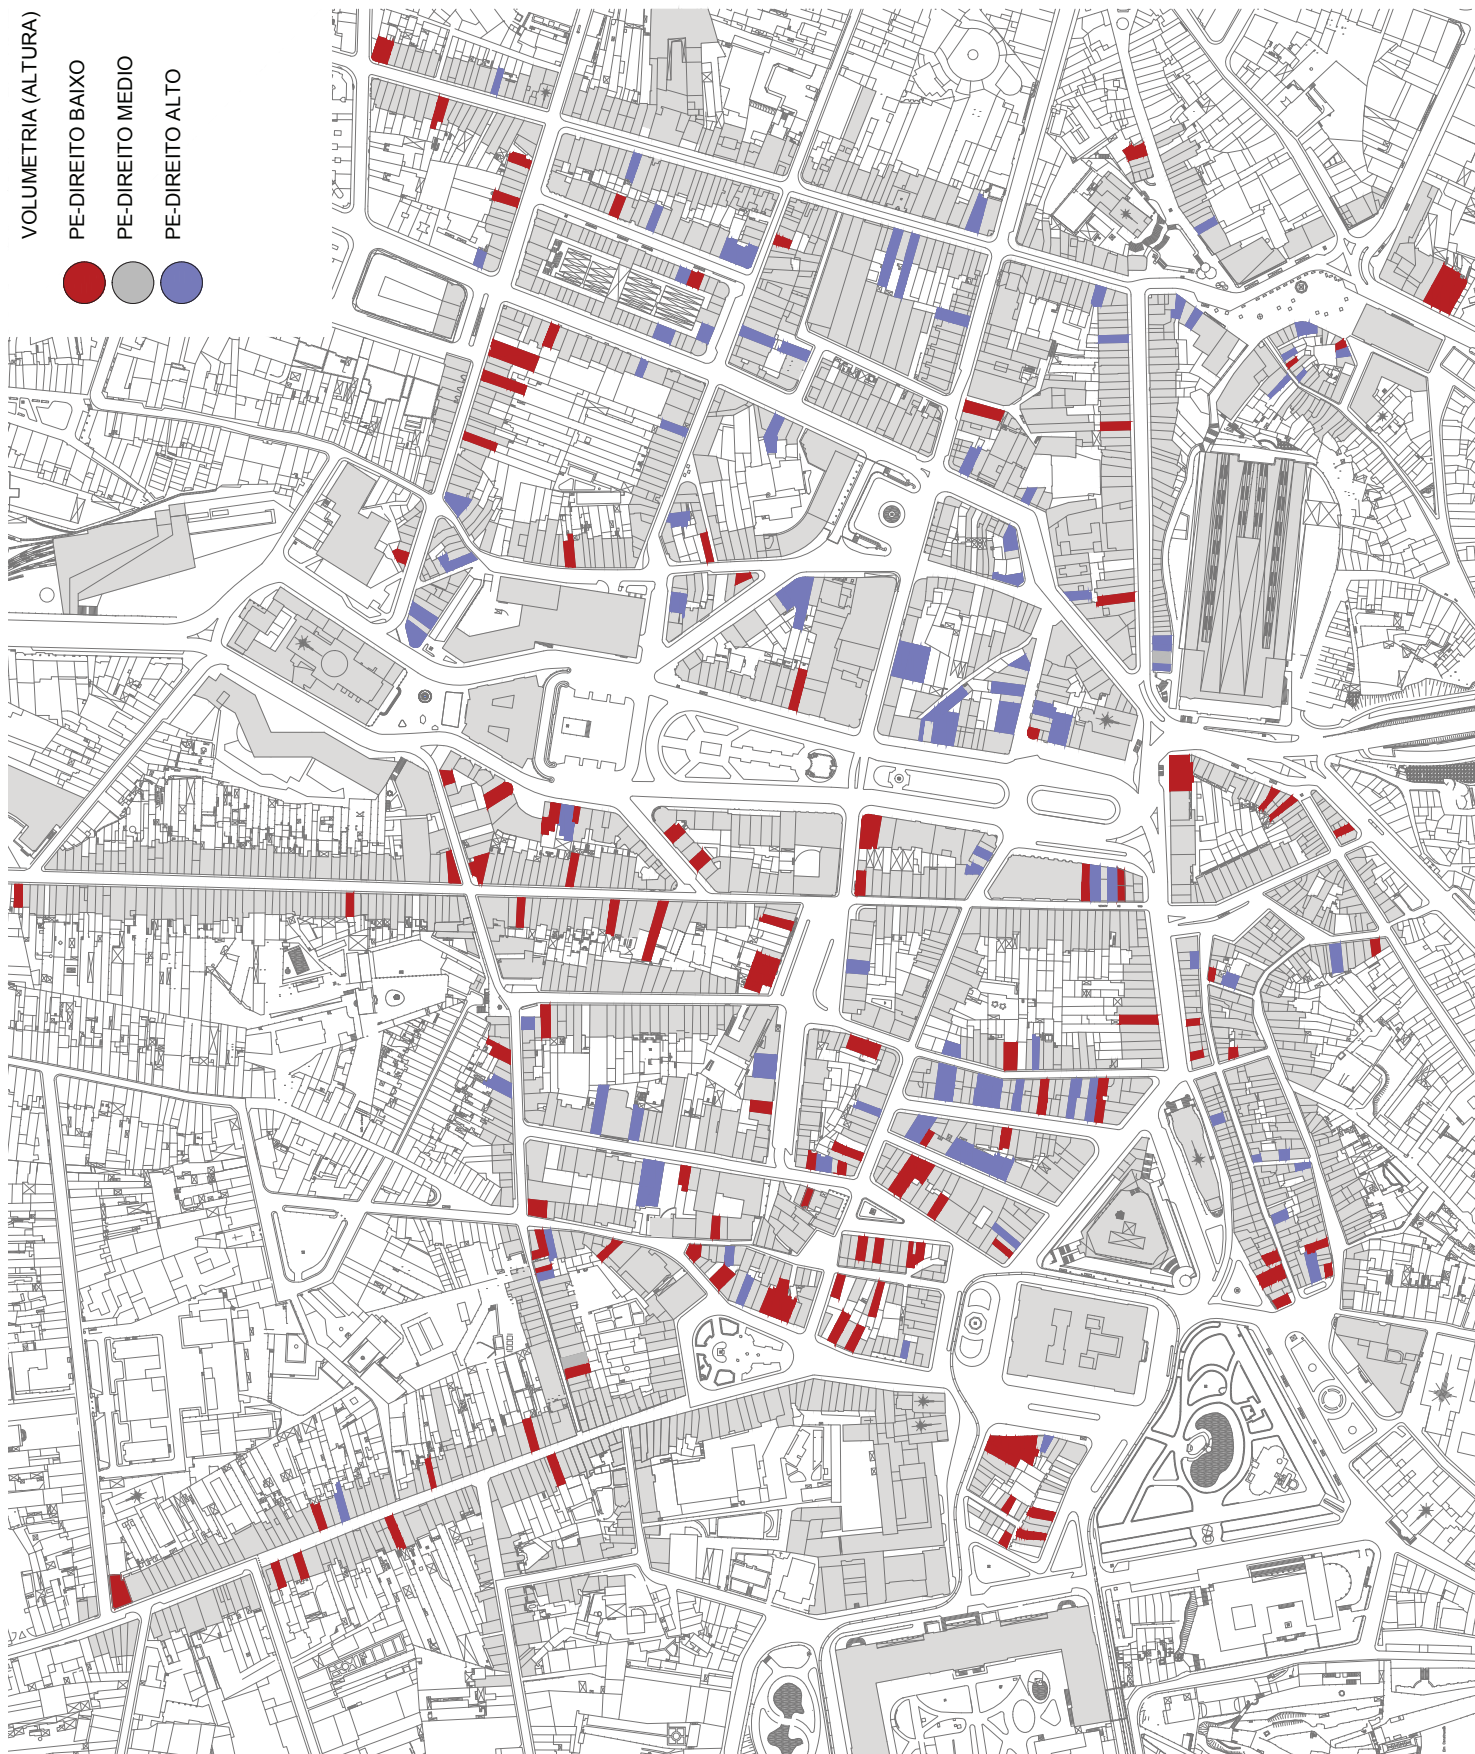 VOLUMETRIA (ALTURA)
PE-DIREITO BAIXO
PE-DIREITO MEDIO
PE-DIREITO ALTO